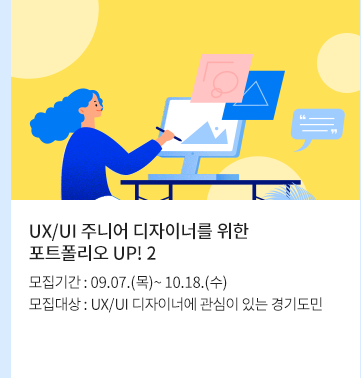 UX/UI 주니어 디자이너를 위한
포트폴리오 UP! 2
모집기간 : 09.07.(목)~ 10.18.(수)
모집대상 : UX/UI 디자이너에 관심이 있는 경기도민